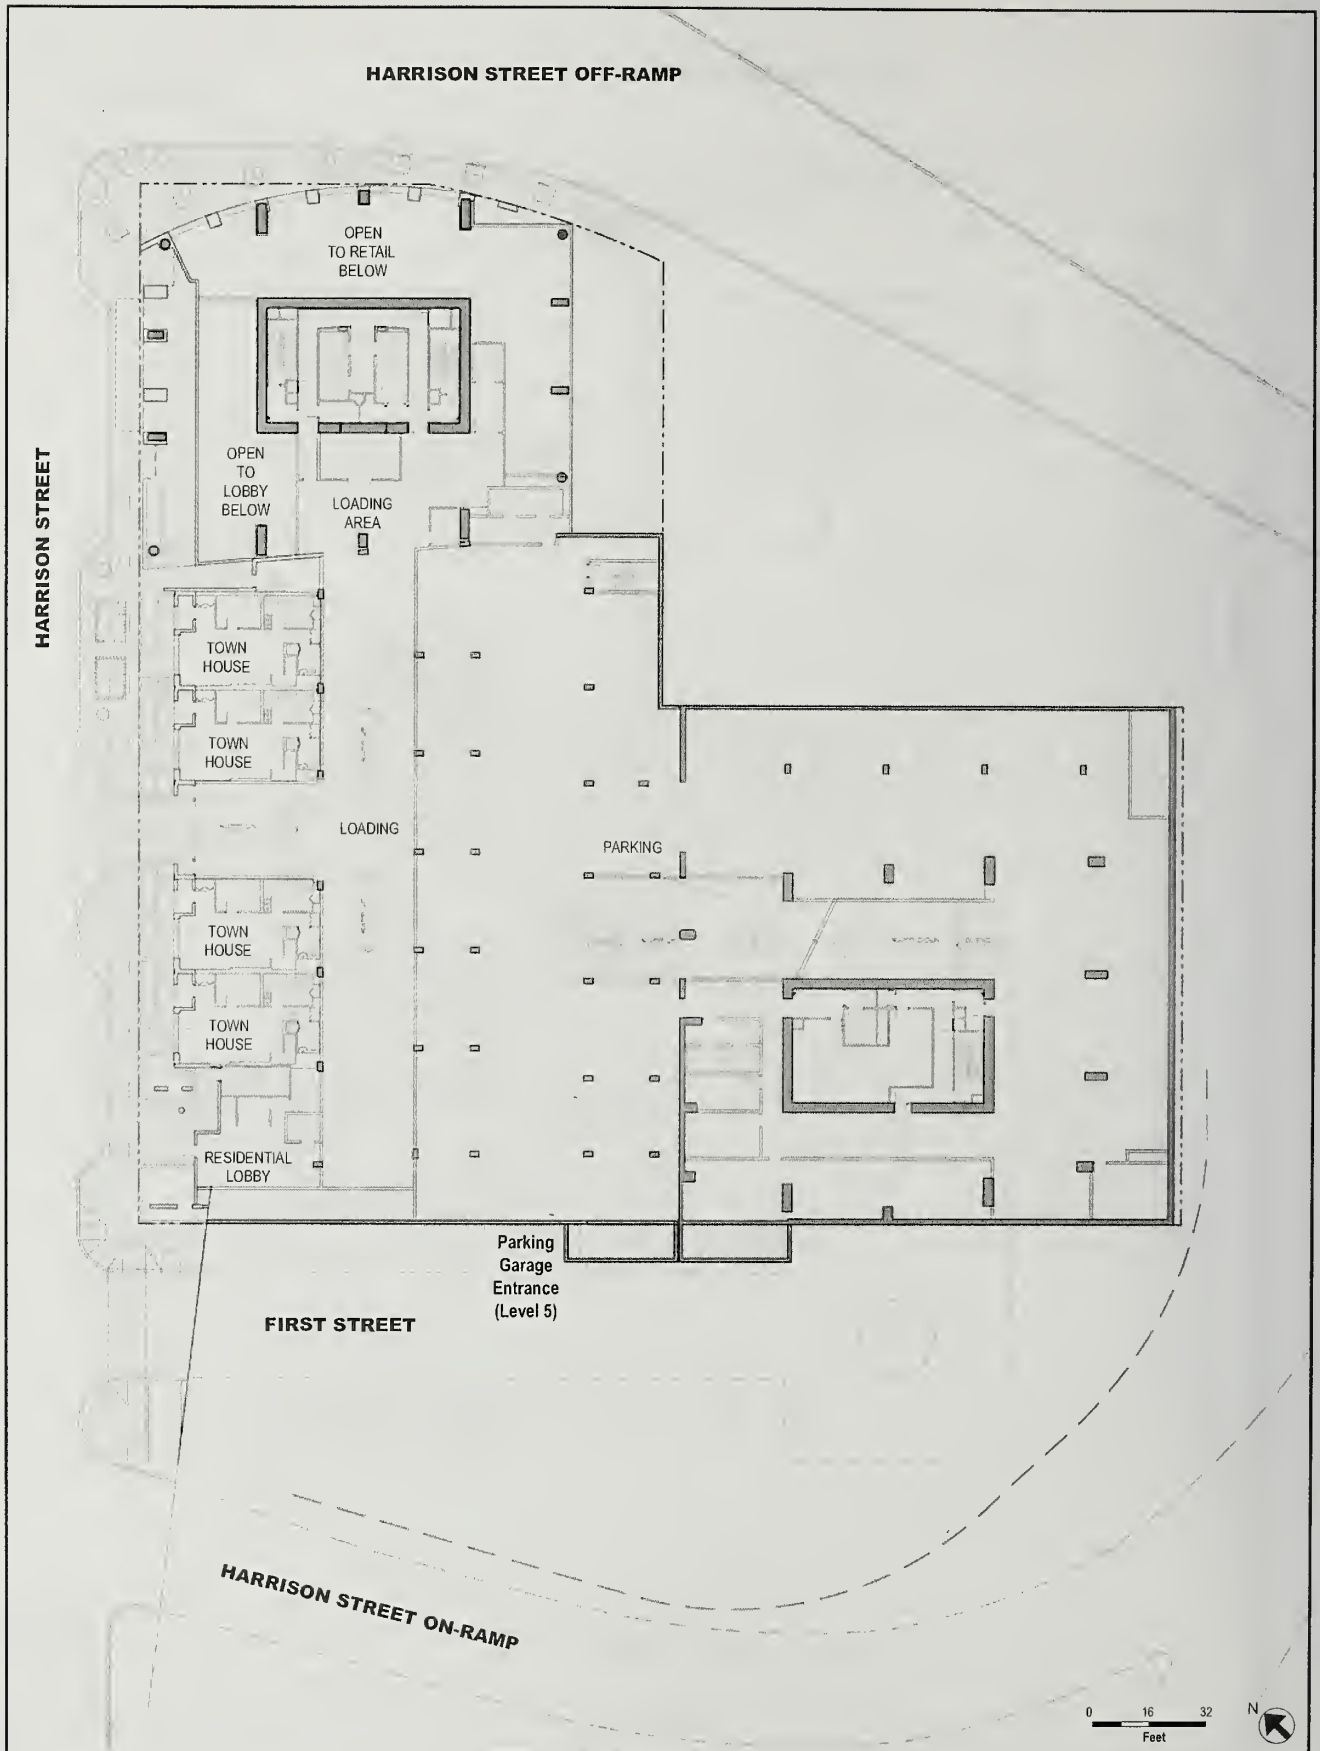 HARRISON STREET OFF-RAMP
OPEN
TO RETAIL
BELOW
HARRISON STREET
OPEN
TO
LOBBY
BELOW
LOADING
AREA
TOWN
HOUSE
TOWN
HOUSE
LOADING
PARKING
TOWN
HOUSE
TOWN
HOUSE
RESIDENTIAL
LOBBY
Parking
Garage
Entrance
(Level 5)
FIRST STREET
HARRISON STREET ON-RAMP
0 16 32
Feet
N